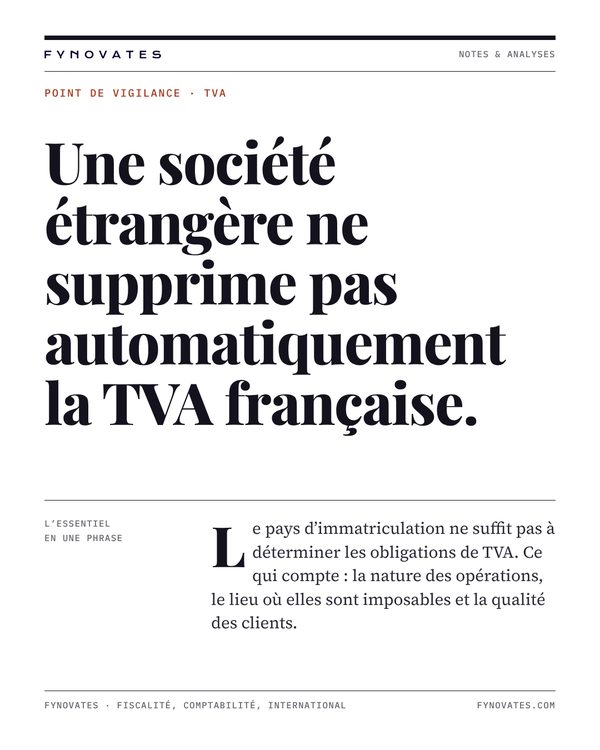 FYNOVATES
NOTES & ANALYSES
POINT DE VIGILANCE · TVA
Une société
étrangère ne
supprime pas
automatiquement
la TVA française.
L’ESSENTIEL
EN UNE PHRASE
Le pays d’immatriculation ne suffit pas à
déterminer les obligations de TVA. Ce
qui compte : la nature des opérations,
le lieu où elles sont imposables et la qualité
des clients.
FYNOVATES · FISCALITÉ, COMPTABILITÉ, INTERNATIONAL
FYNOVATES.COM